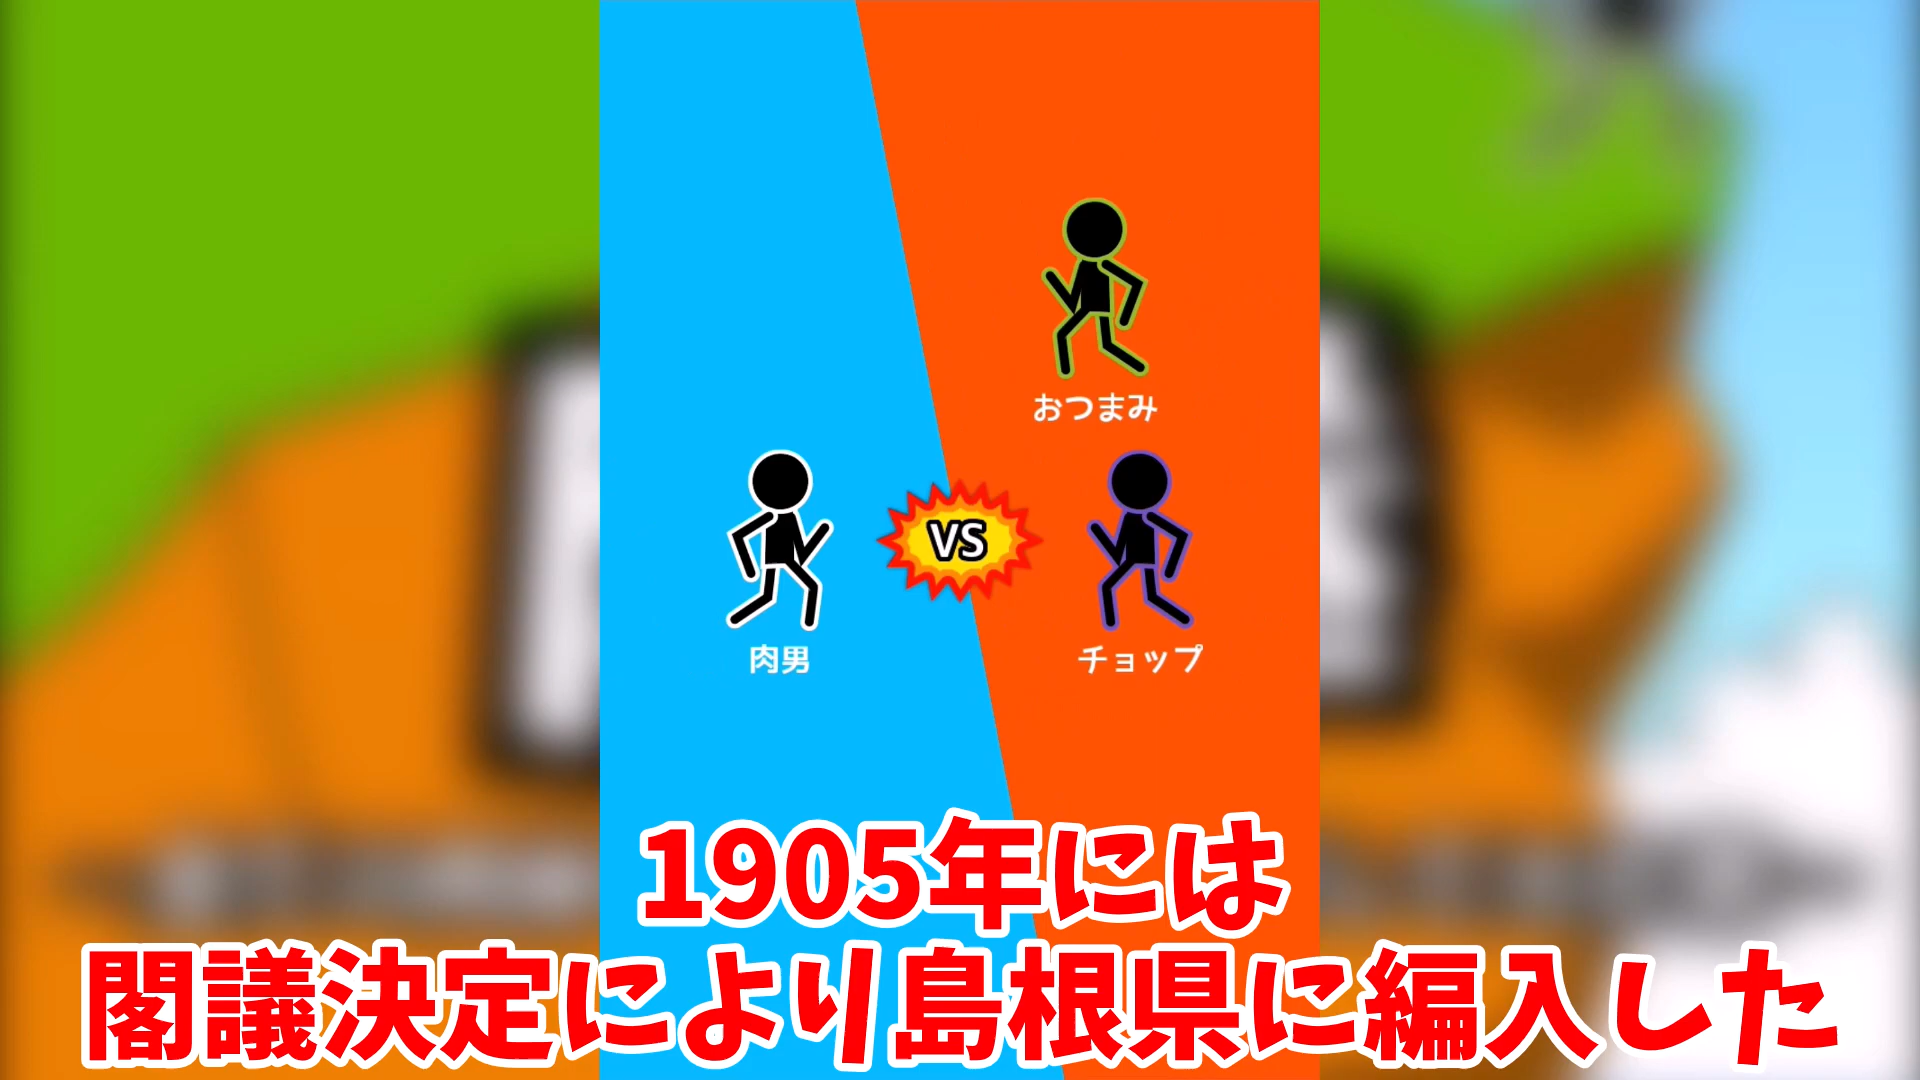 おつまみ
VS
肉男
チョップ
1905年には
閣議決定により島根県に編入した